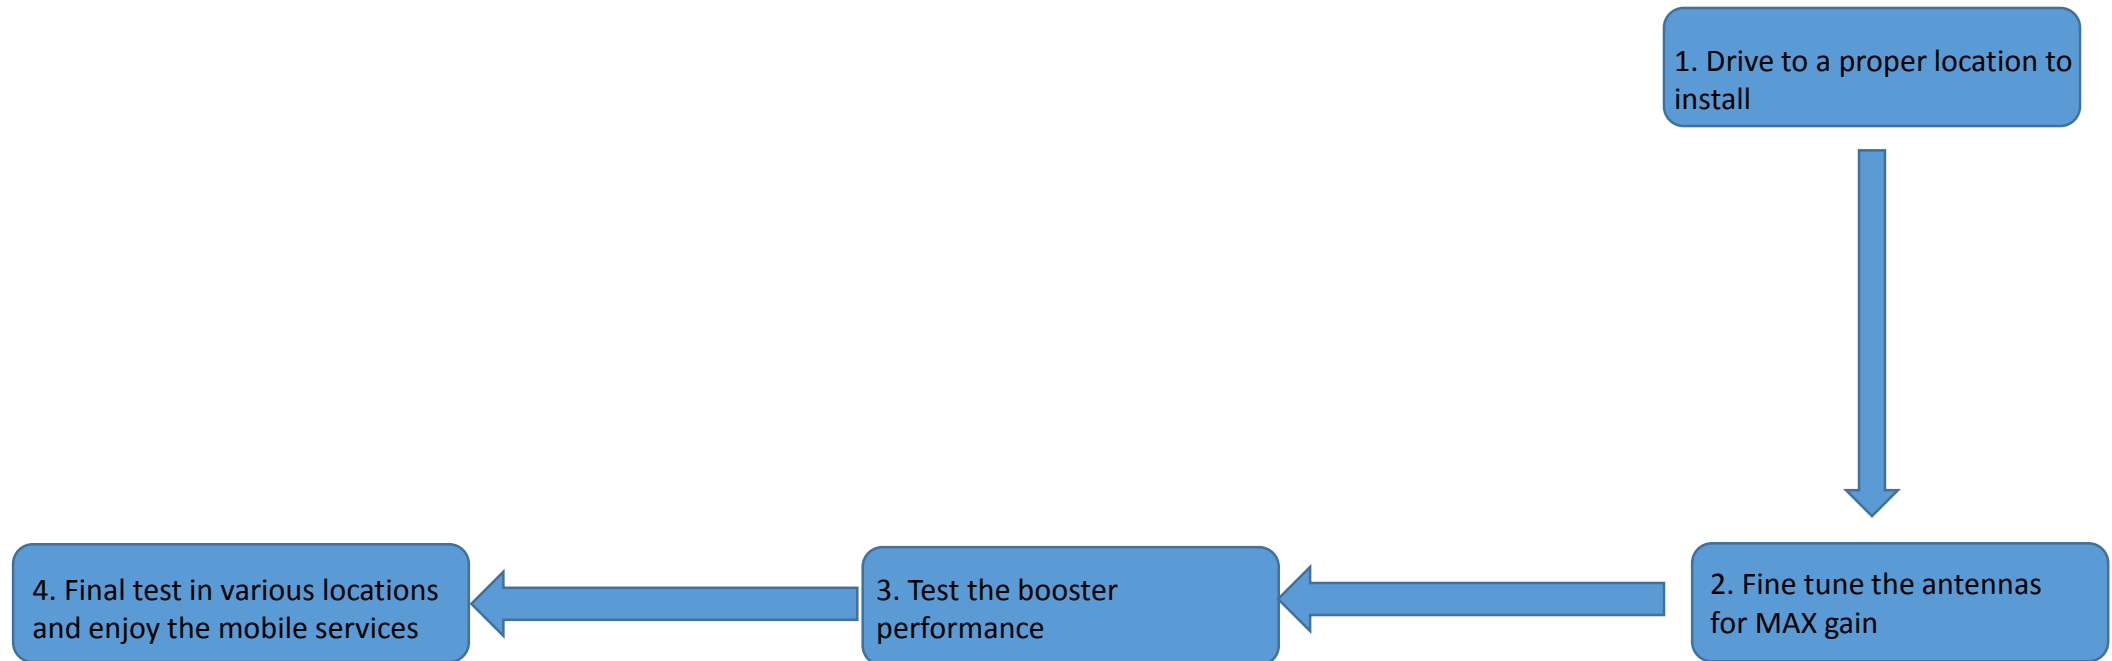 1. Drive to a proper location to
install
2. Fine tune the antennas
for MAX gain
3. Test the booster
performance
4. Final test in various locations
and enjoy the mobile services